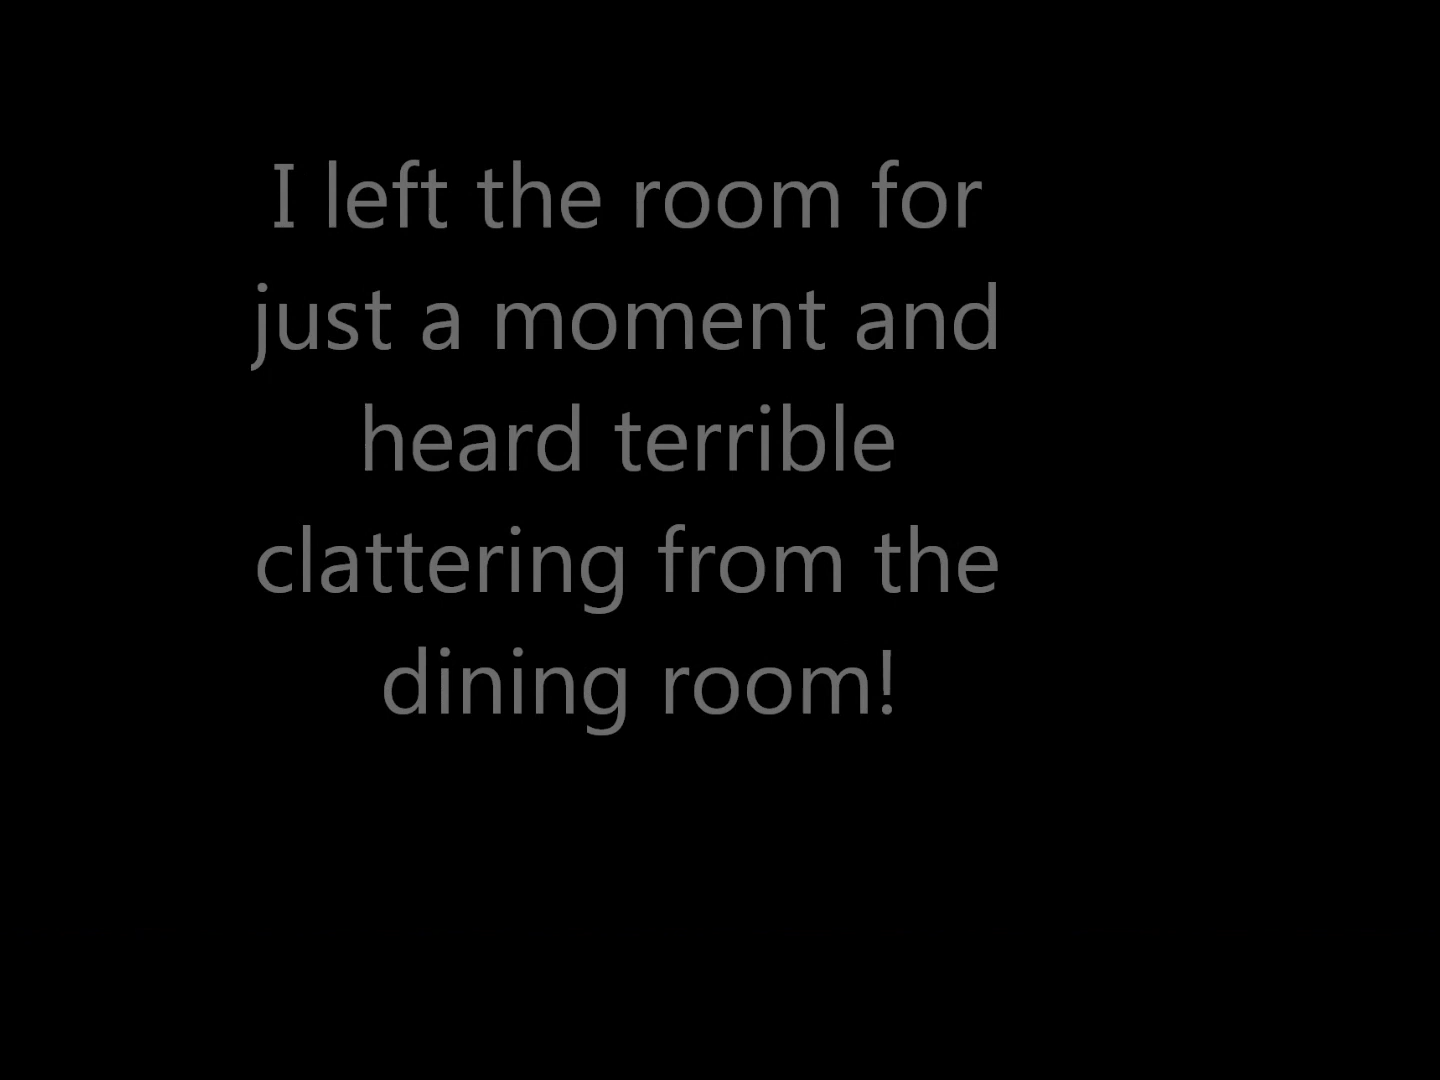 I left the room for
just a moment and
heard terrible
clattering from the
dining room!